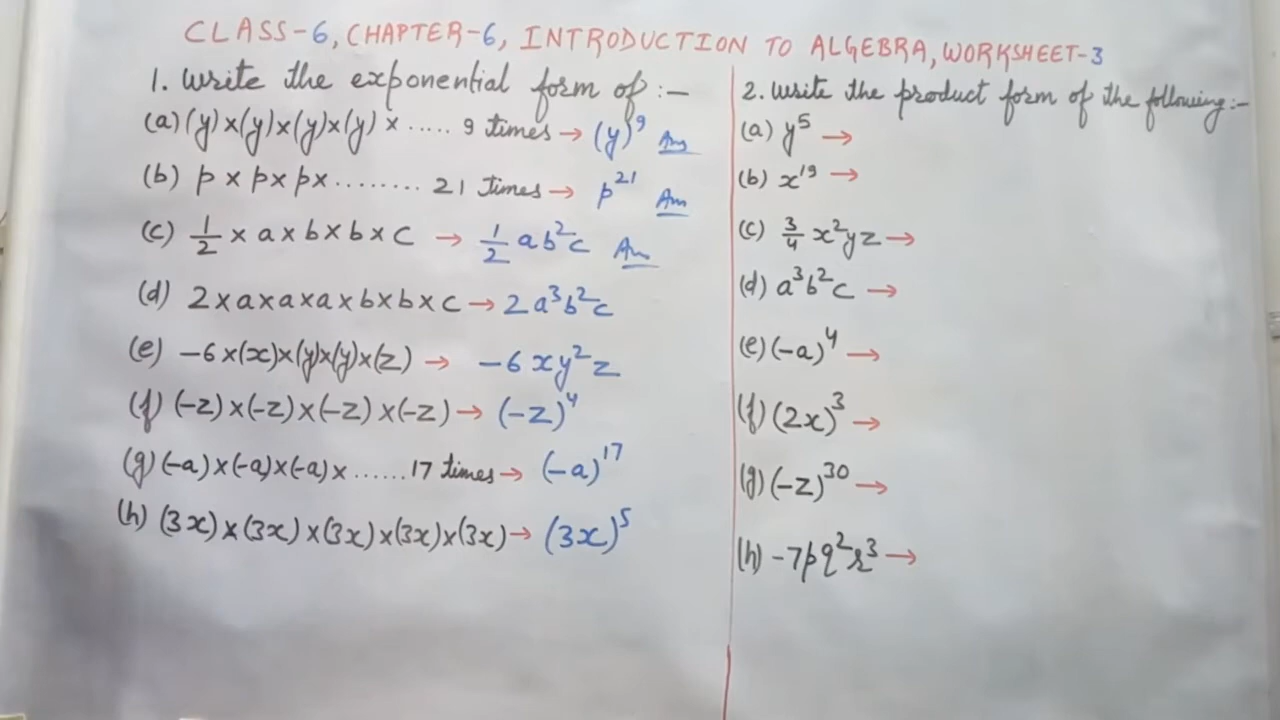 CLASS-6, CHAPTER-6, INTRODUCTION TO ALGEBRA, WORKSHEET-3
1. Write the exponential form of :-
(a) (y)×(y)×(y)×(y)× ..... 9 times → (y)⁹ Ans
(b) p × p × p× ........ 21 times → p²¹ Ans
(c) 1/2 × a × b × b × c → 1/2 ab²c Ans
(d) 2×a×a×a×b×b×c → 2a³b²c
(e) -6×(x)×(y)×(y)×(z) → -6xy²z
(f) (-z)×(-z)×(-z)×(-z) → (-z)⁴
(g) (-a)×(-a)×(-a)× ...... 17 times → (-a)¹⁷
(h) (3x)×(3x)×(3x)×(3x)×(3x) → (3x)⁵
2. Write the product form of the following :-
(a) y⁵ →
(b) x¹⁹ →
(c) 3/4 x²yz →
(d) a³b²c →
(e) (-a)⁴ →
(f) (2x)³ →
(g) (-z)³⁰ →
(h) -7pq²r³ →